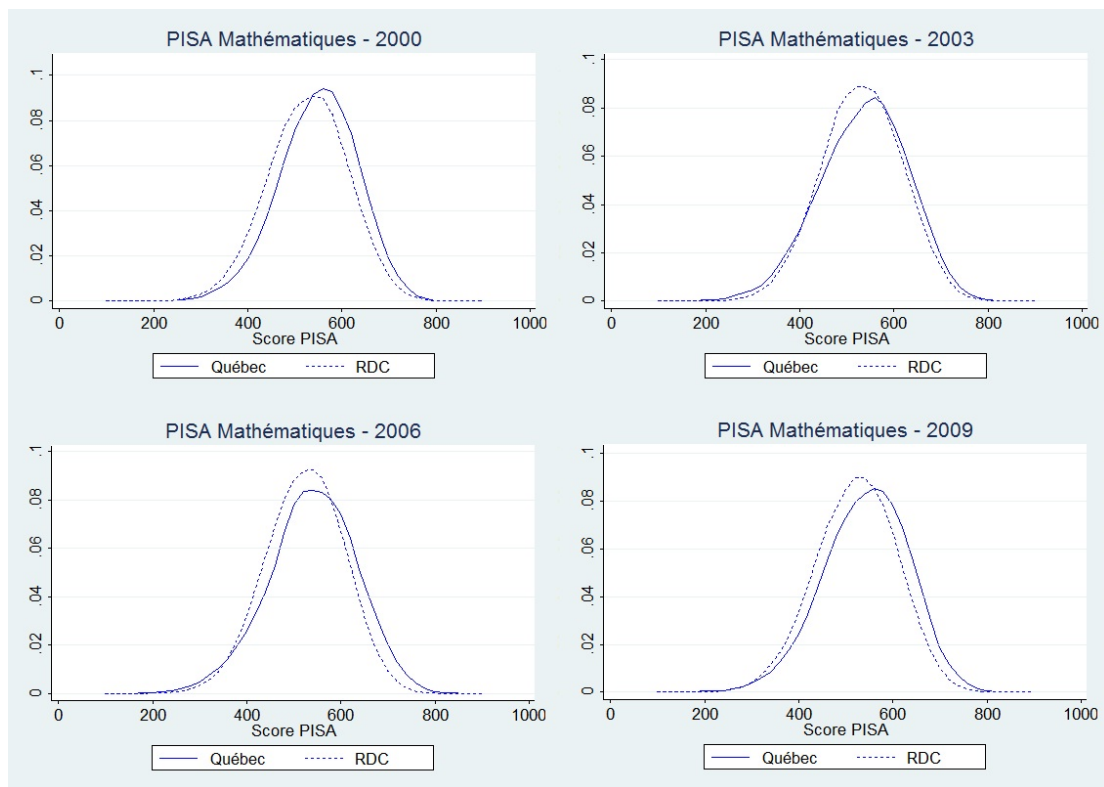 PISA Mathématiques - 2000
.1
.08
.06
.04
.02
0
0 200 400 600 800 1000
Score PISA
Québec RDC
PISA Mathématiques - 2003
.1
.08
.06
.04
.02
0
0 200 400 600 800 1000
Score PISA
Québec RDC
PISA Mathématiques - 2006
.1
.08
.06
.04
.02
0
0 200 400 600 800 1000
Score PISA
Québec RDC
PISA Mathématiques - 2009
.1
.08
.06
.04
.02
0
0 200 400 600 800 1000
Score PISA
Québec RDC